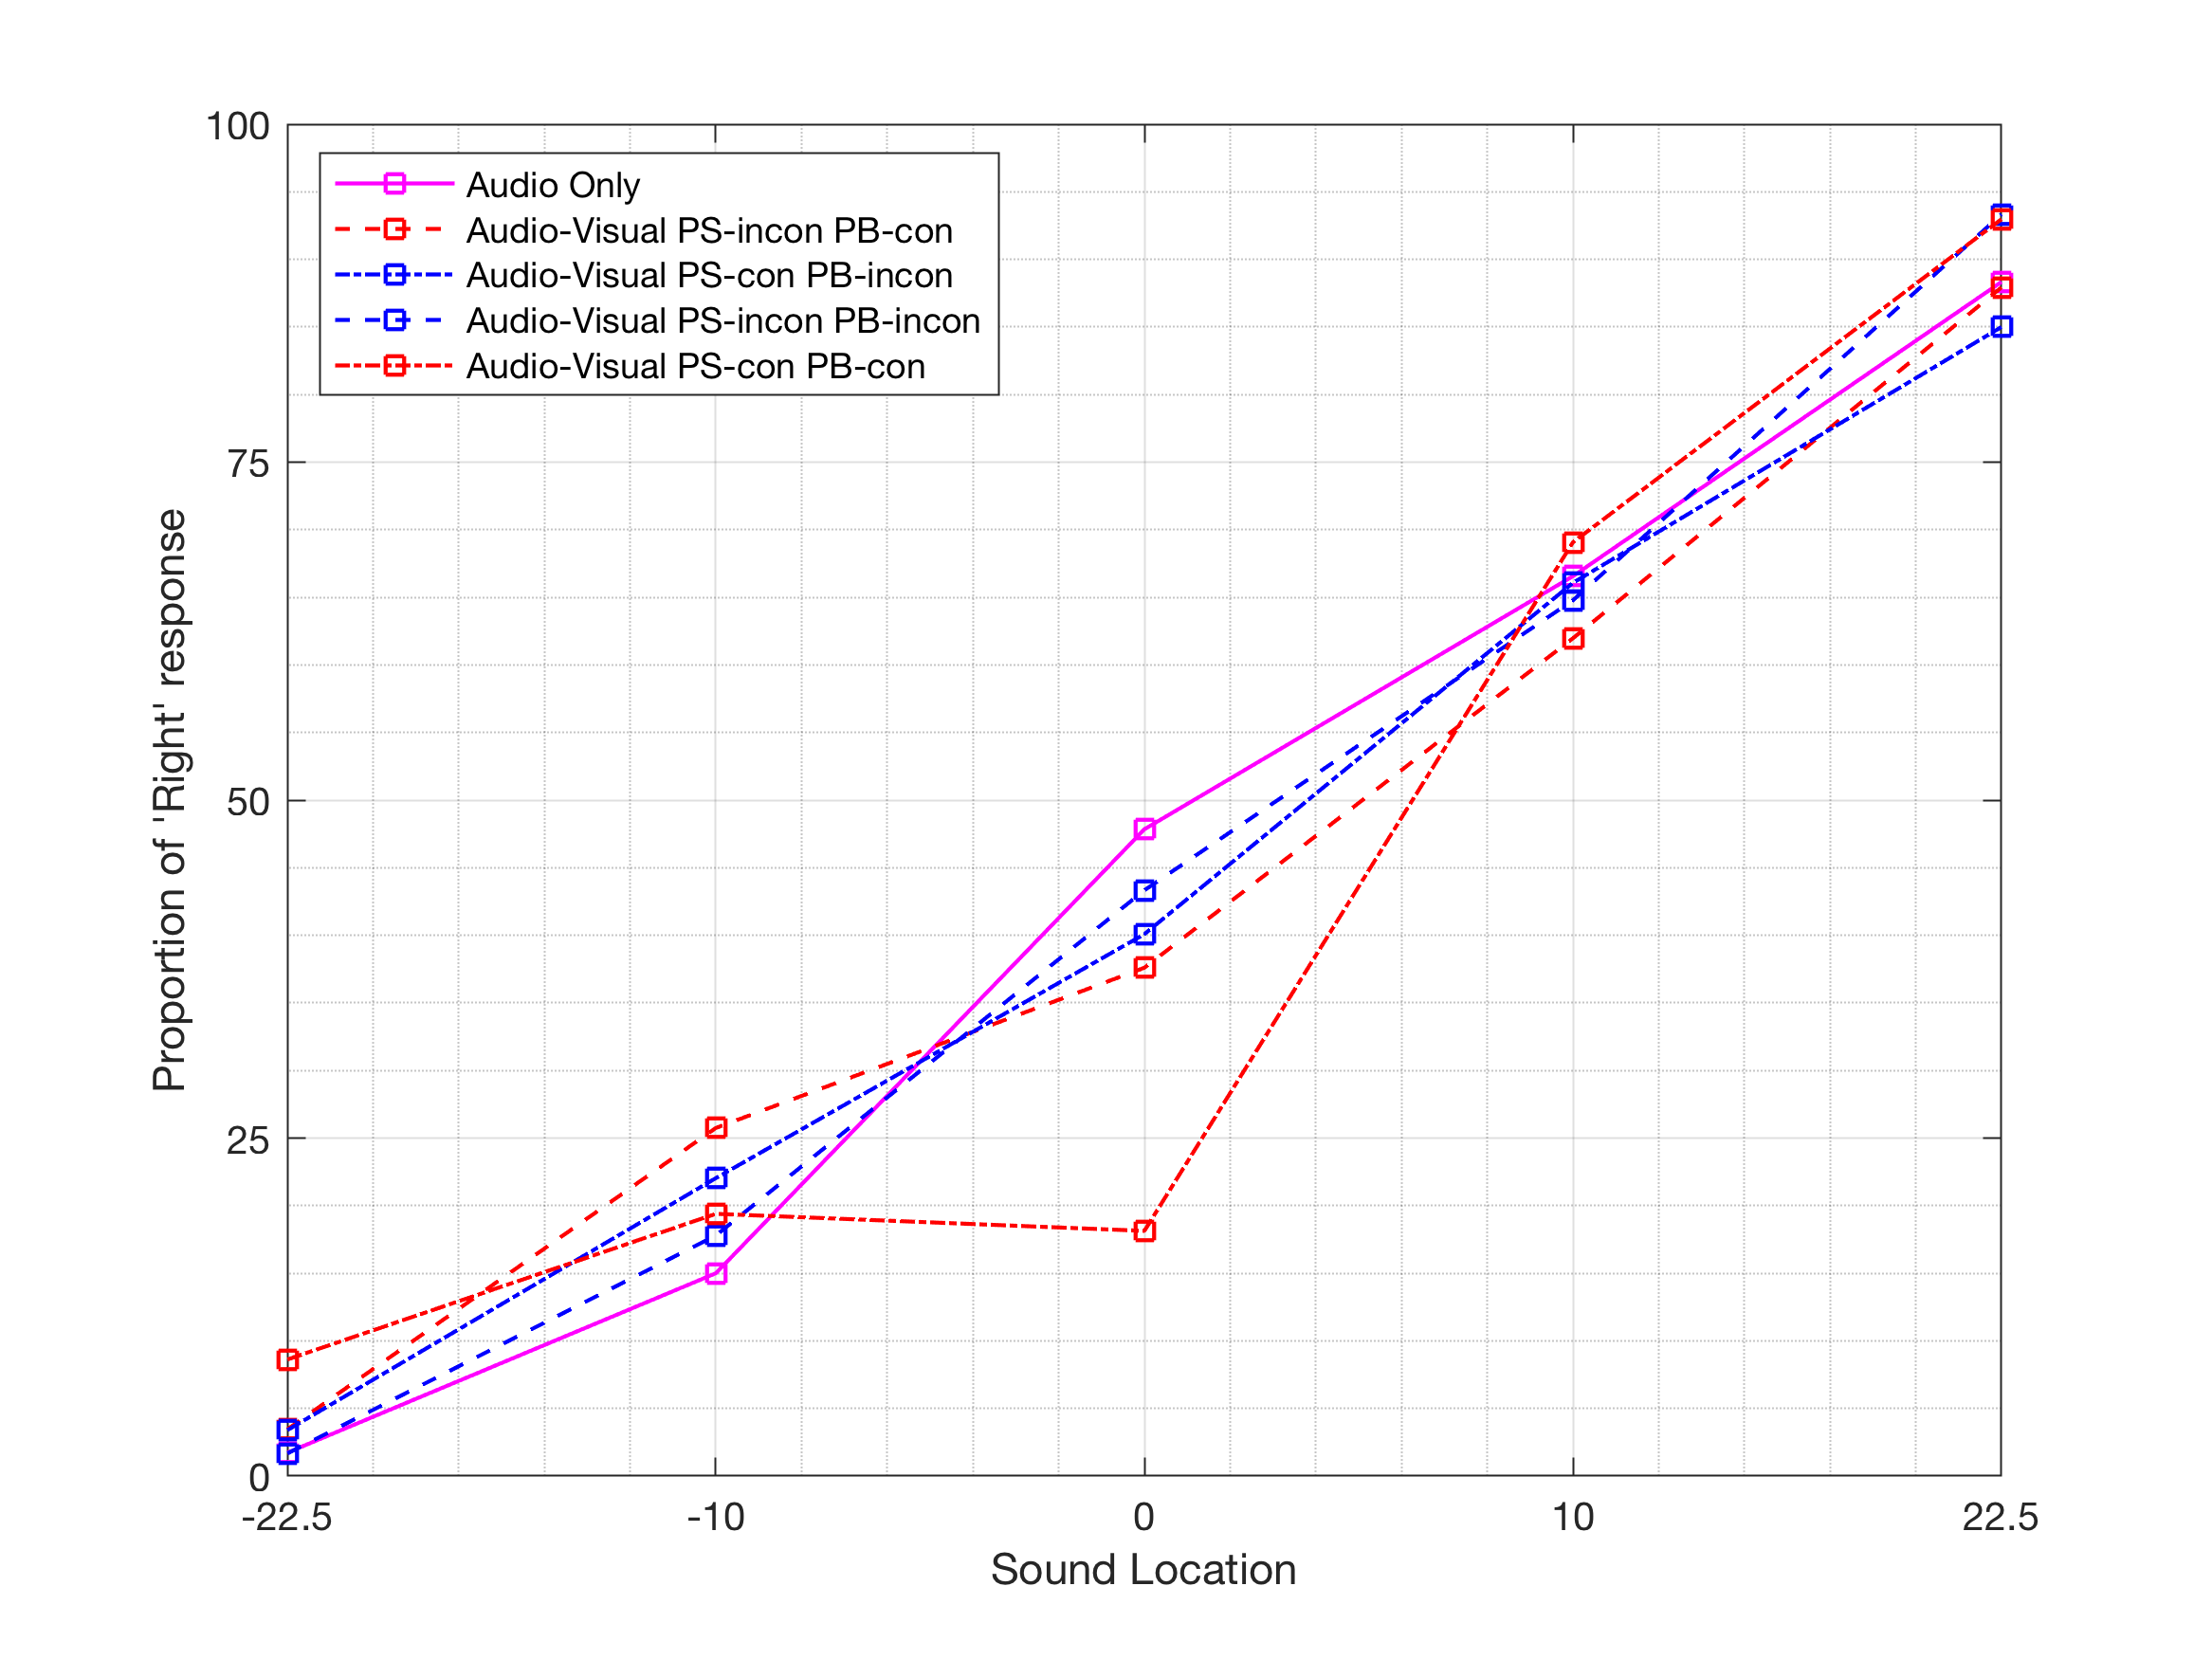 100
75
50
25
0
Proportion of 'Right' response
Audio Only
Audio-Visual PS-incon PB-con
Audio-Visual PS-con PB-incon
Audio-Visual PS-incon PB-incon
Audio-Visual PS-con PB-con
-22.5 -10 0 10 22.5
Sound Location